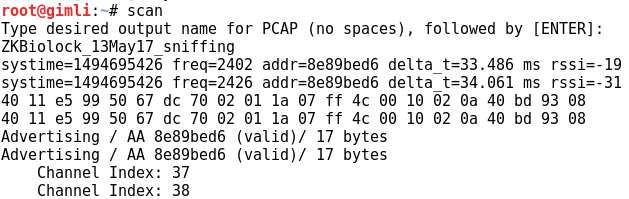 root@gimli:~# scan
Type desired output name for PCAP (no spaces), followed by [ENTER]:
ZKBiolock_13May17_sniffing
systime=1494695426 freq=2402 addr=8e89bed6 delta_t=33.486 ms rssi=-19
systime=1494695426 freq=2426 addr=8e89bed6 delta_t=34.061 ms rssi=-31
40 11 e5 99 50 67 dc 70 02 01 1a 07 ff 4c 00 10 02 0a 40 bd 93 08
40 11 e5 99 50 67 dc 70 02 01 1a 07 ff 4c 00 10 02 0a 40 bd 93 08
Advertising / AA 8e89bed6 (valid)/ 17 bytes
Advertising / AA 8e89bed6 (valid)/ 17 bytes
    Channel Index: 37
    Channel Index: 38